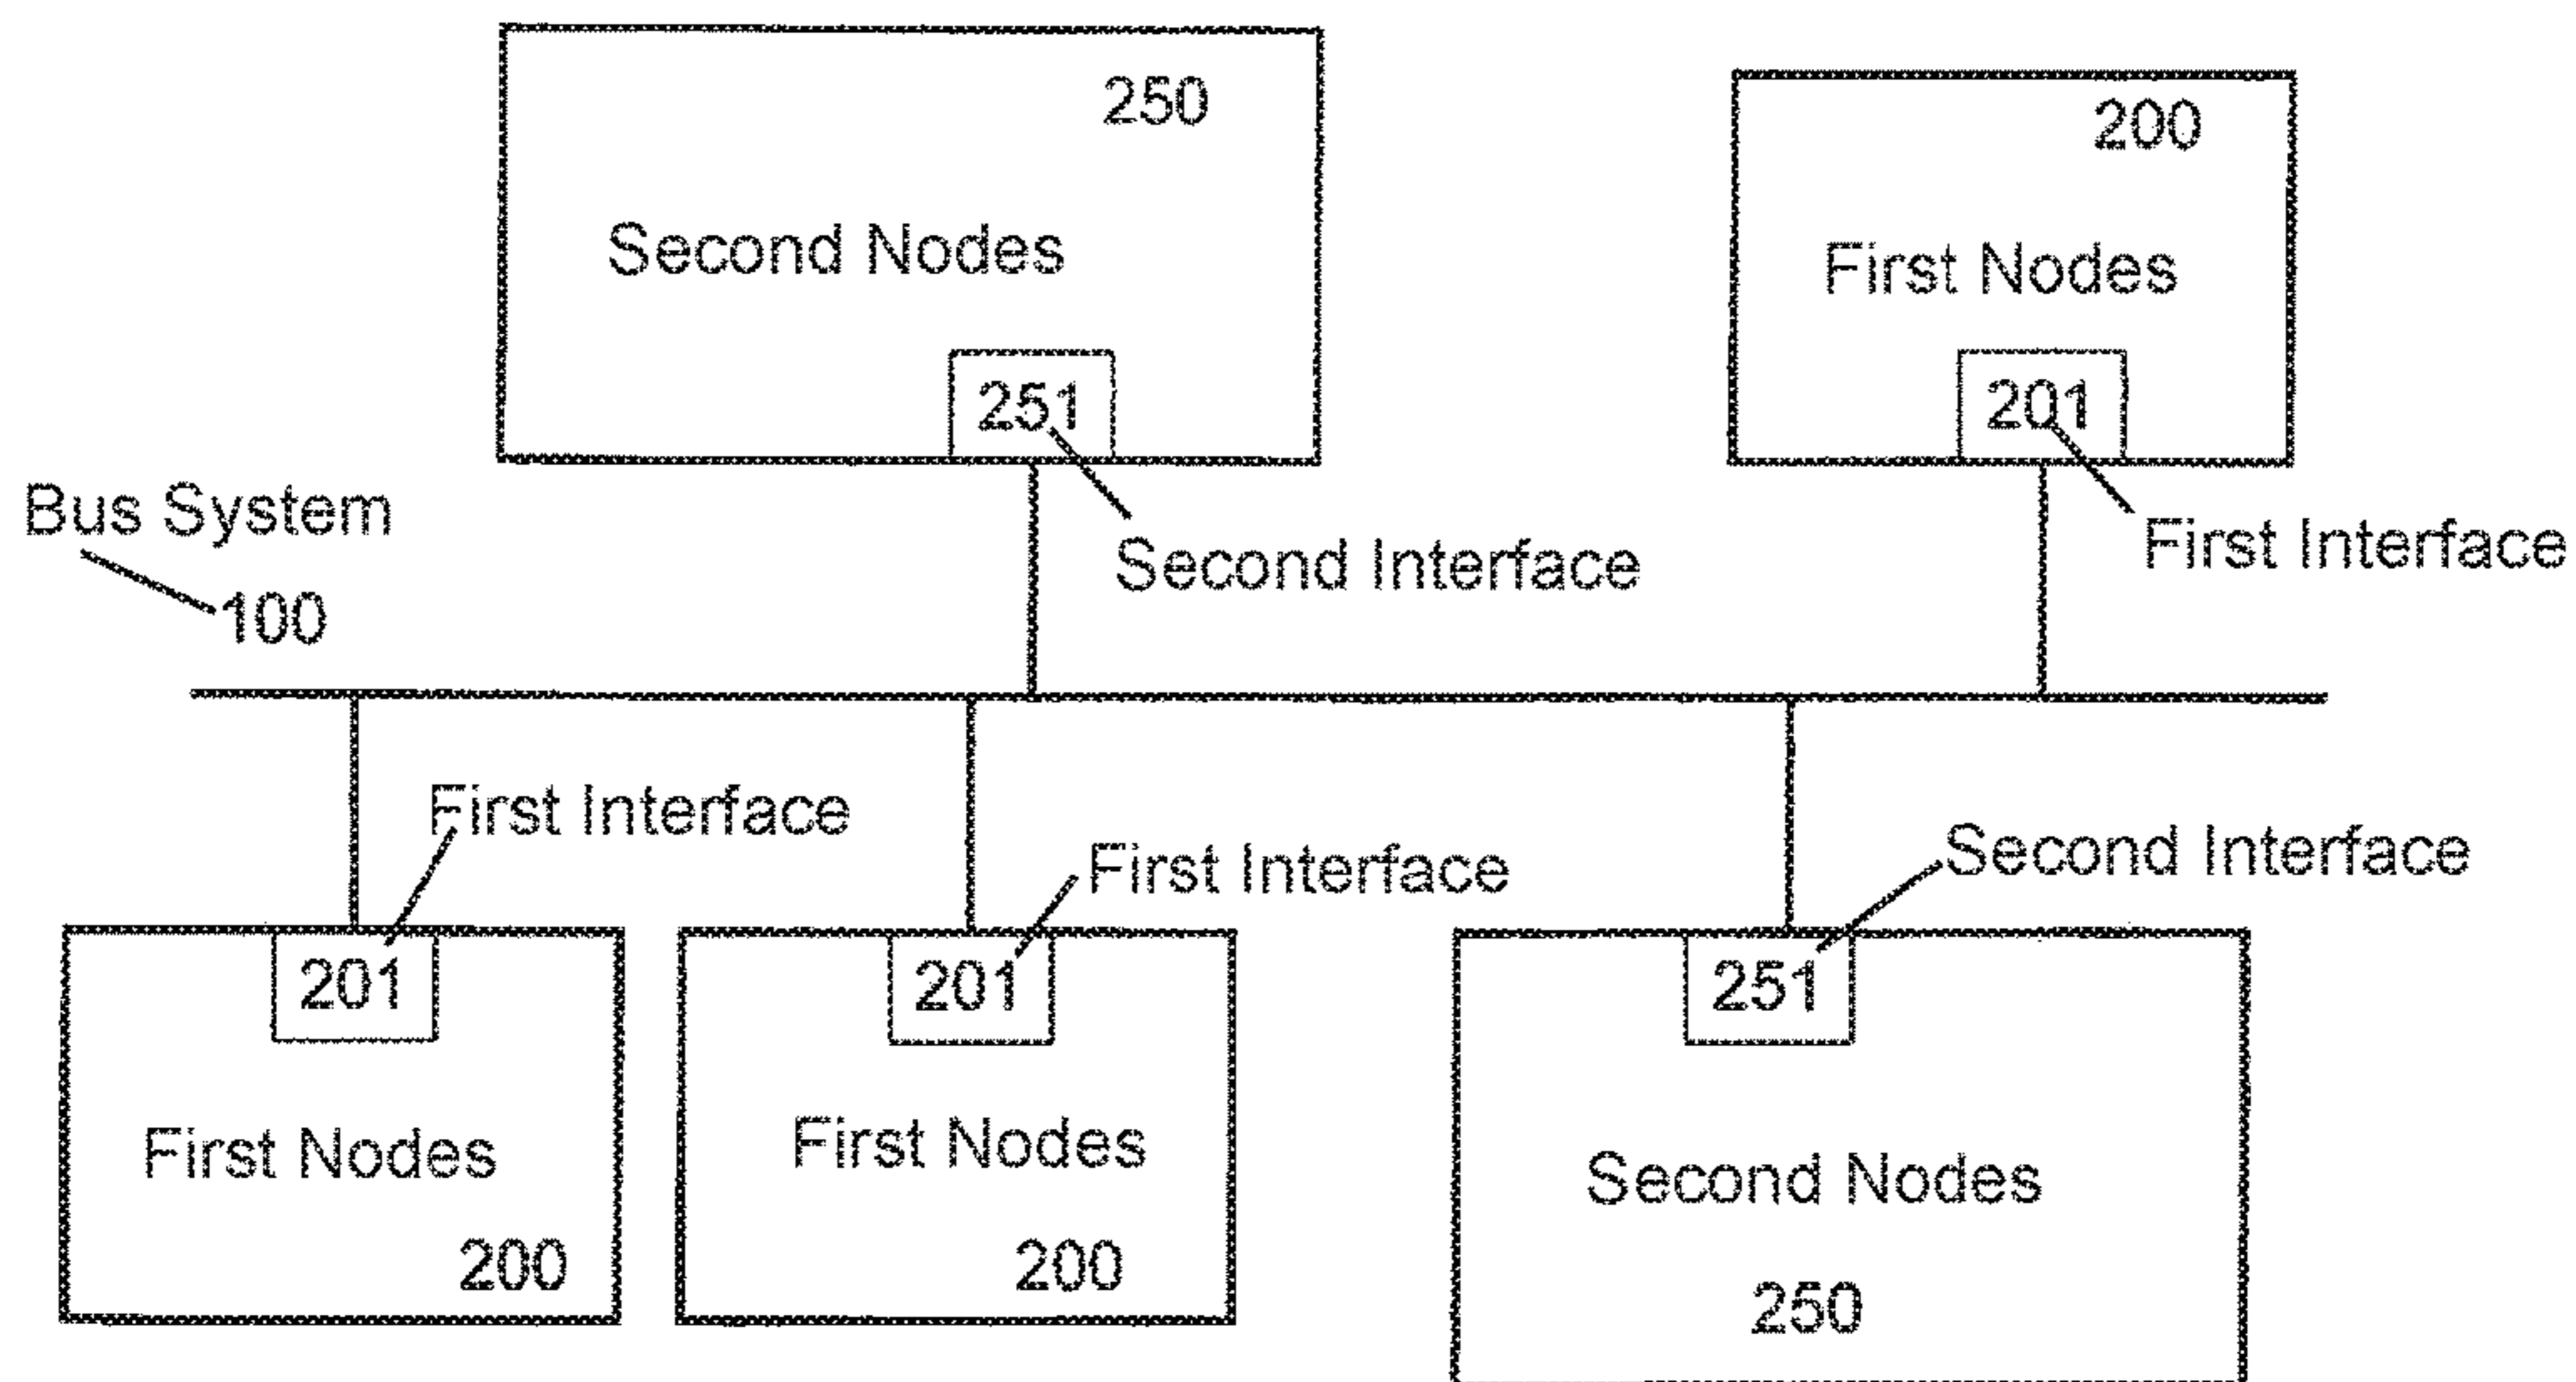 250
200
Second Nodes
First Nodes
251
201
Bus System
First Interface
Second Interface
100
First Interface
Second Interface
First Interface
201
201
251
First Nodes
First Nodes
Second Nodes
200
200
250